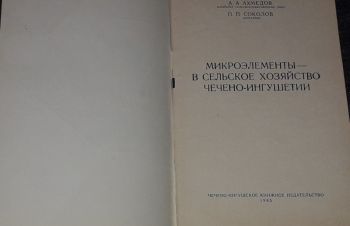 А. А. АХМЕДОВ,
П. П. СОКОЛОВ
МИКРОЭЛЕМЕНТЫ—
В СЕЛЬСКОЕ ХОЗЯЙСТВО
ЧЕЧЕНО-ИНГУШЕТИИ
ЧЕЧЕНО-ИНГУШСКОЕ КНИЖНОЕ ИЗДАТЕЛЬСТВО